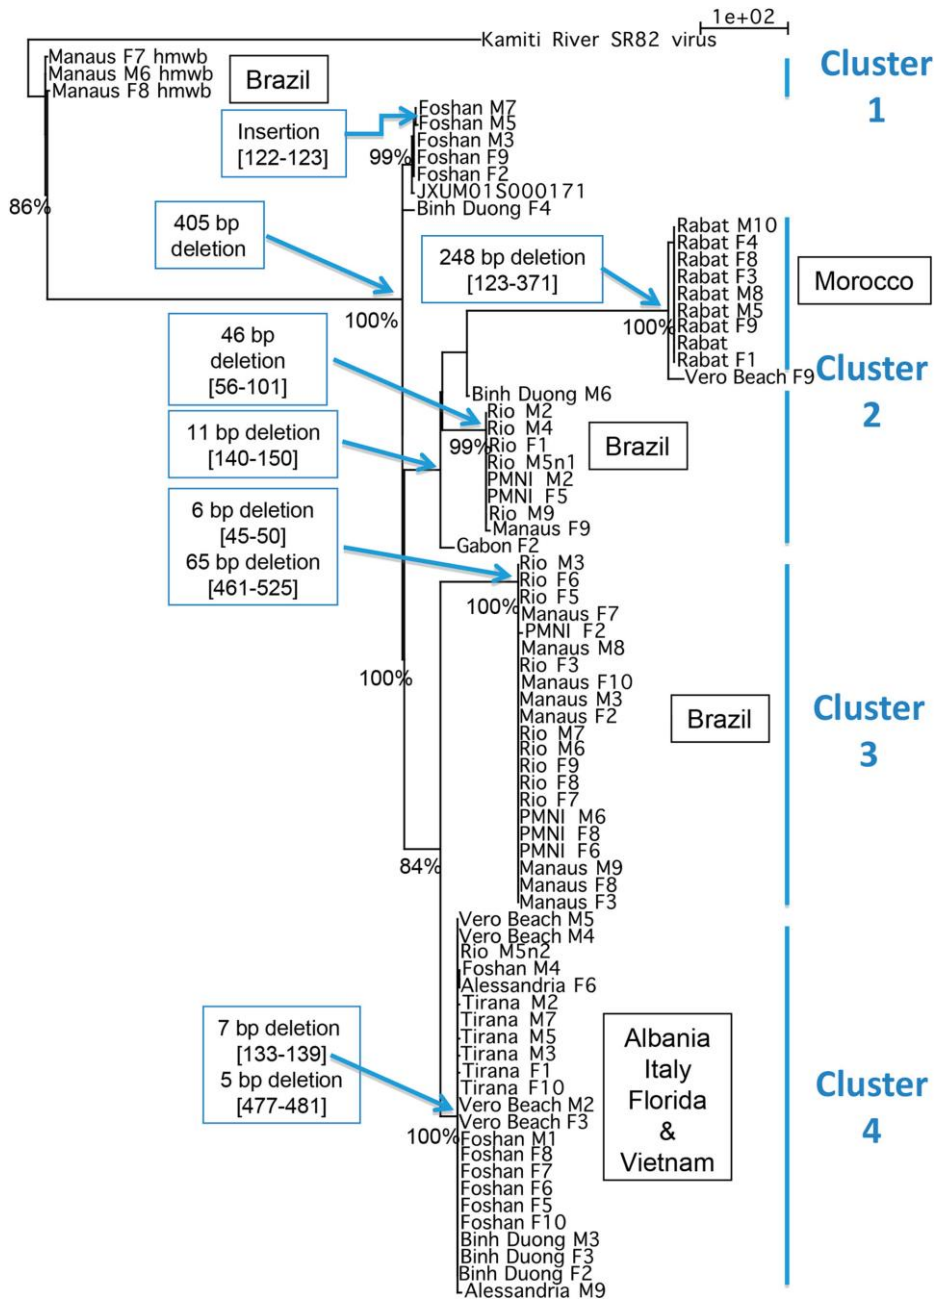 1e+02
Kamiti River SR82 virus
Manaus F7 hmwb
Manaus M6 hmwb
Manaus F8 hmwb
Brazil
Cluster
1
Insertion
[122-123]
Foshan M7
Foshan M5
Foshan M3
99%
Foshan F9
Foshan F2
JXUM01S000171
Binh Duong F4
86%
405 bp
deletion
100%
248 bp deletion
[123-371]
Rabat M10
Rabat F4
Rabat F8
Rabat F3
Rabat M8
Rabat M5
100%
Rabat F9
Rabat
Rabat F1
Vero Beach F9
Morocco
Cluster
2
46 bp
deletion
[56-101]
Binh Duong M6
Rio M2
Rio M4
99%
Rio F1
Rio M5n1
PMNI M2
PMNI F5
Rio M9
Manaus F9
Brazil
11 bp deletion
[140-150]
Gabon F2
6 bp deletion
[45-50]
65 bp deletion
[461-525]
Rio M3
Rio F6
Rio F5
100%
Manaus F7
PMNI F2
Manaus M8
Rio F3
Manaus F10
Manaus M3
Manaus F2
Rio M7
Rio M6
Rio F9
Rio F8
Rio F7
PMNI M6
PMNI F8
PMNI F6
Manaus M9
Manaus F8
Manaus F3
100%
Brazil
Cluster
3
84%
Vero Beach M5
Vero Beach M4
Rio M5n2
Foshan M4
Alessandria F6
Tirana M2
Tirana M7
Tirana M5
Tirana M3
Tirana F1
Tirana F10
Vero Beach M2
Vero Beach F3
100%
Foshan M1
Foshan F8
Foshan F7
Foshan F6
Foshan F5
Foshan F10
Binh Duong M3
Binh Duong F3
Binh Duong F2
Alessandria M9
7 bp deletion
[133-139]
5 bp deletion
[477-481]
Albania
Italy
Florida
&
Vietnam
Cluster
4